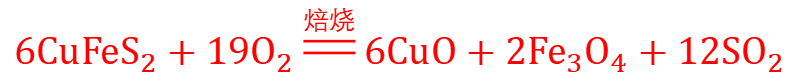 6CuFeS₂ + 19O₂ ═(焙烧)═ 6CuO + 2Fe₃O₄ + 12SO₂